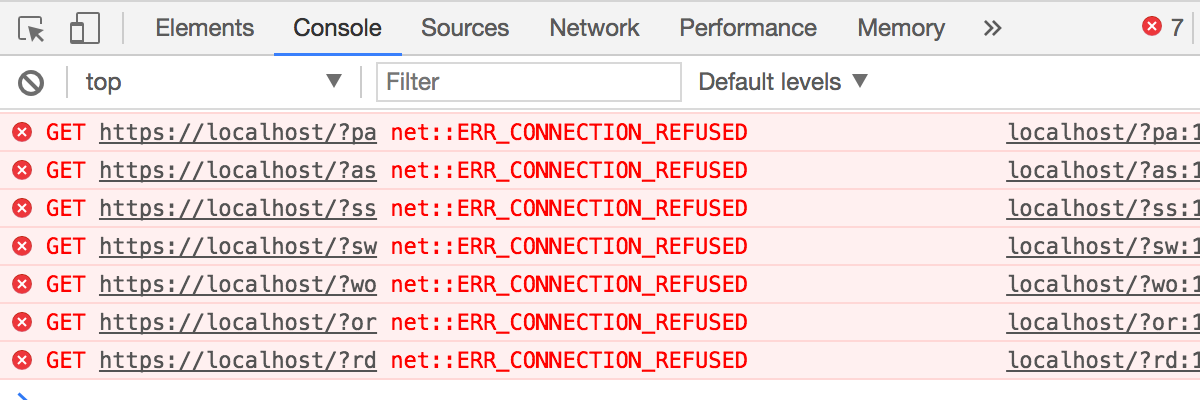 Elements Console Sources Network Performance Memory » 7
top ▼ Filter Default levels ▼
GET https://localhost/?pa net::ERR_CONNECTION_REFUSED localhost/?pa:1
GET https://localhost/?as net::ERR_CONNECTION_REFUSED localhost/?as:1
GET https://localhost/?ss net::ERR_CONNECTION_REFUSED localhost/?ss:1
GET https://localhost/?sw net::ERR_CONNECTION_REFUSED localhost/?sw:1
GET https://localhost/?wo net::ERR_CONNECTION_REFUSED localhost/?wo:1
GET https://localhost/?or net::ERR_CONNECTION_REFUSED localhost/?or:1
GET https://localhost/?rd net::ERR_CONNECTION_REFUSED localhost/?rd:1